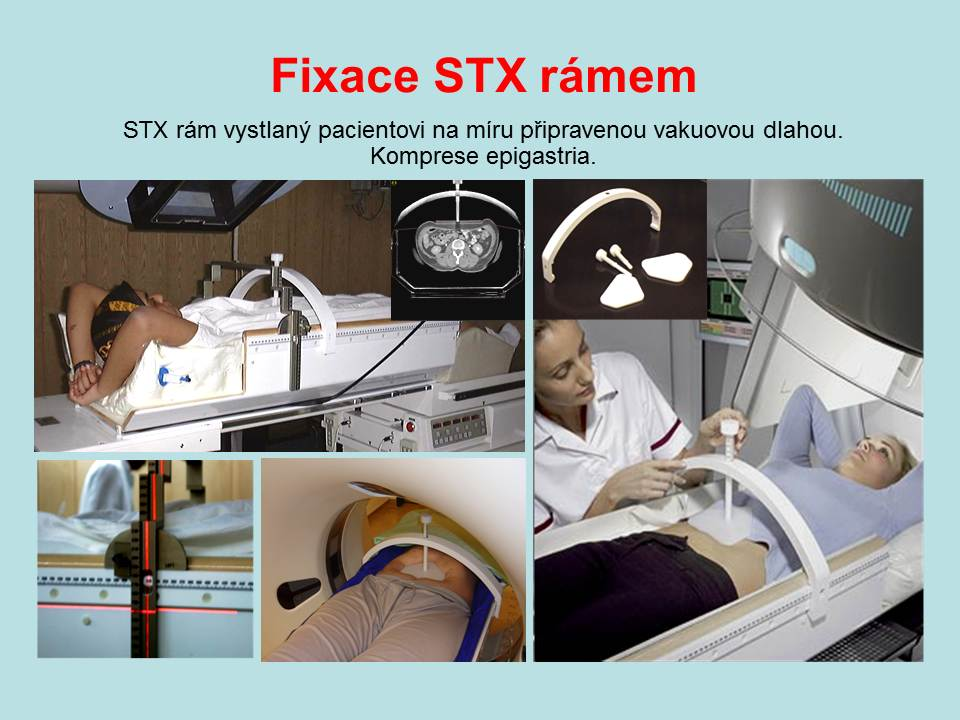 Fixace STX rámem
STX rám vystlaný pacientovi na míru připravenou vakuovou dlahou.
Komprese epigastria.